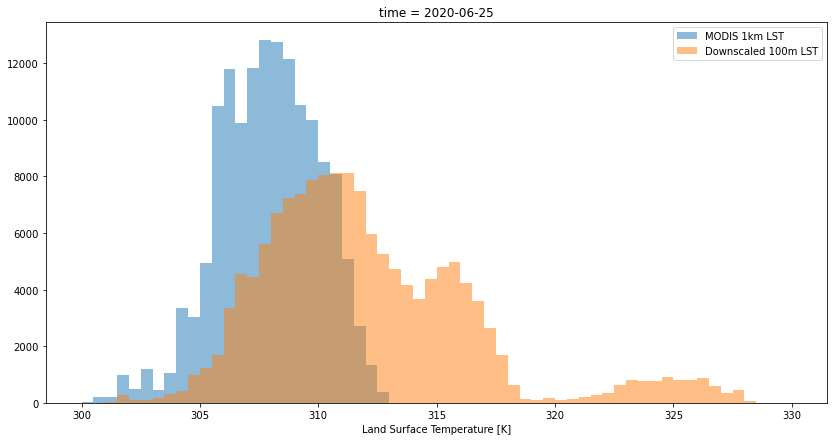 time = 2020-06-25
MODIS 1km LST
Downscaled 100m LST
12000
10000
8000
6000
4000
2000
0
300 305 310 315 320 325 330
Land Surface Temperature [K]